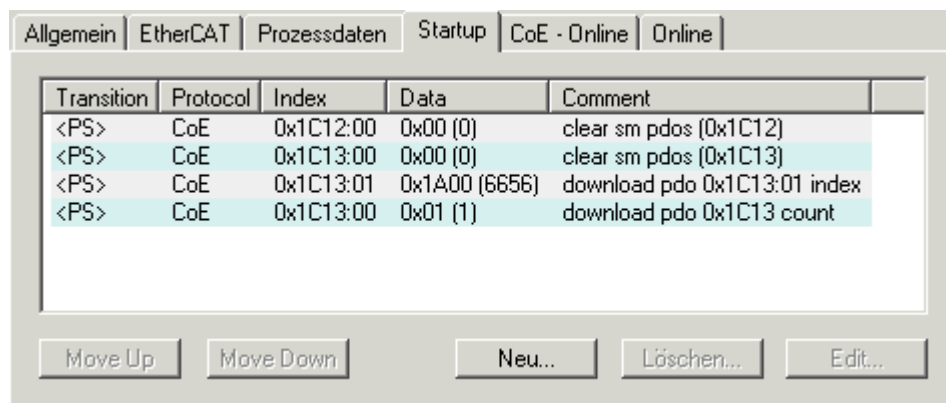 Allgemein EtherCAT Prozessdaten Startup CoE - Online Online
Transition Protocol Index Data Comment
<PS> CoE 0x1C12:00 0x00 (0) clear sm pdos (0x1C12)
<PS> CoE 0x1C13:00 0x00 (0) clear sm pdos (0x1C13)
<PS> CoE 0x1C13:01 0x1A00 (6656) download pdo 0x1C13:01 index
<PS> CoE 0x1C13:00 0x01 (1) download pdo 0x1C13 count
Move Up Move Down Neu... Löschen... Edit...